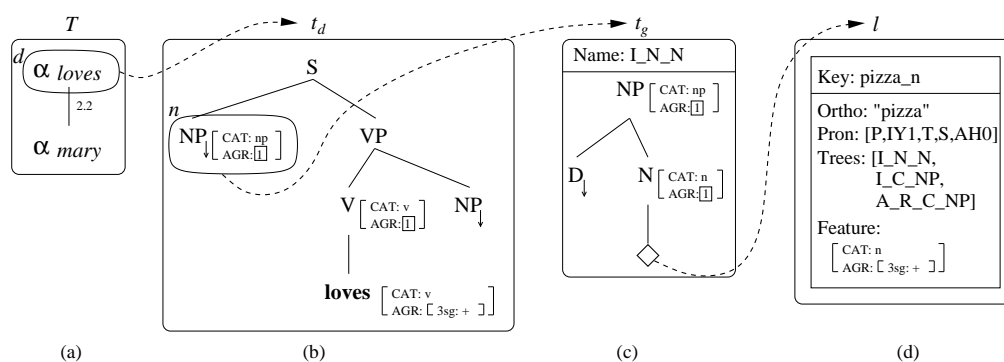 T
d
α loves
2.2
α mary
(a)
t_d
S
n
NP↓ [CAT: np
AGR: 1]
VP
V [CAT: v
AGR: 1]
NP↓
loves [CAT: v
AGR: [3sg: +]]
(b)
t_g
Name: I_N_N
NP [CAT: np
AGR: 1]
D↓
N [CAT: n
AGR: 1]
(c)
l
Key: pizza_n
Ortho: "pizza"
Pron: [P,IY1,T,S,AH0]
Trees: [I_N_N,
I_C_NP,
A_R_C_NP]
Feature:
[CAT: n
AGR: [3sg: +]]
(d)